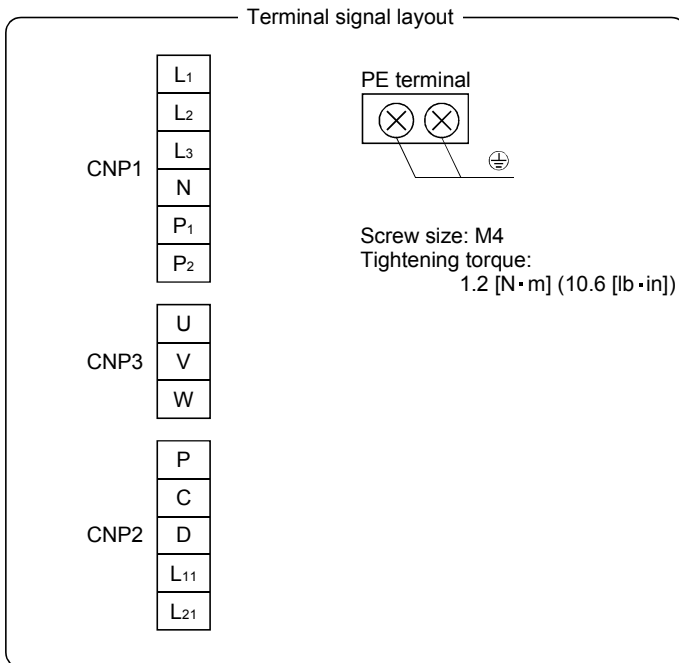 Terminal signal layout
CNP1
L1
L2
L3
N
P1
P2
CNP3
U
V
W
CNP2
P
C
D
L11
L21
PE terminal
Screw size: M4
Tightening torque:
1.2 [N·m] (10.6 [lb·in])